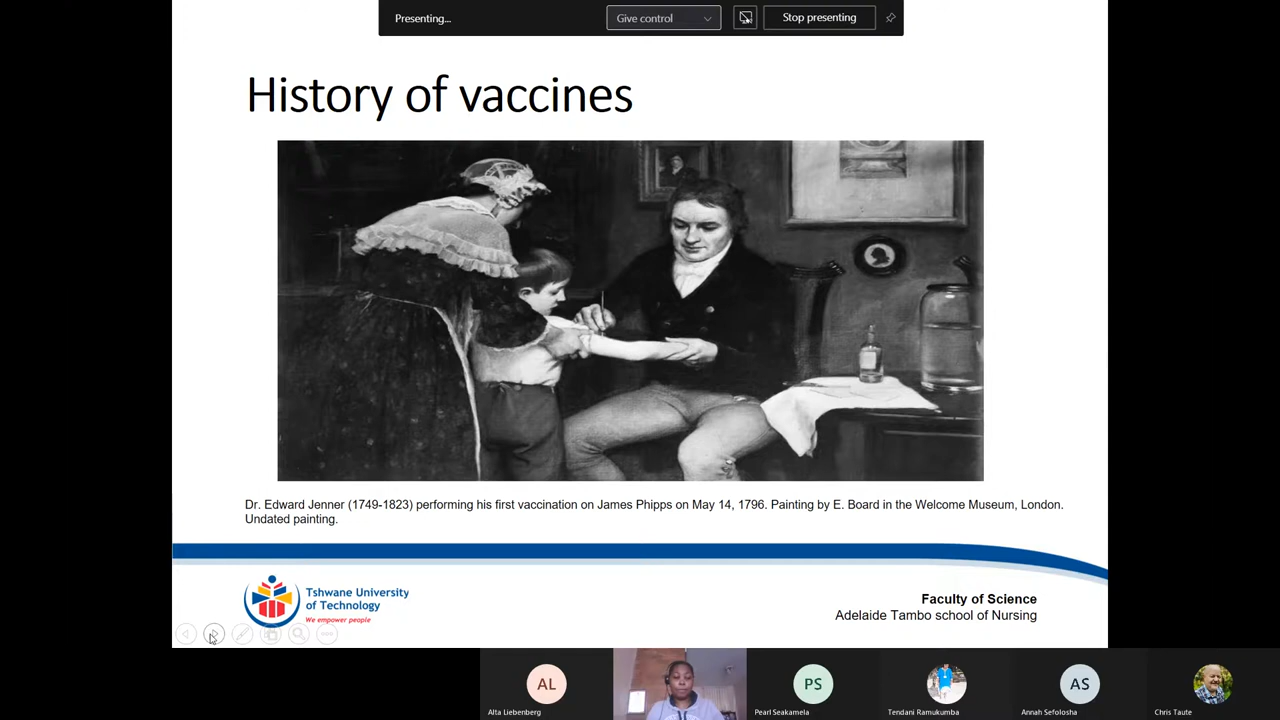 Presenting...
Give control
Stop presenting
History of vaccines
Dr. Edward Jenner (1749-1823) performing his first vaccination on James Phipps on May 14, 1796. Painting by E. Board in the Welcome Museum, London.
Undated painting.
Tshwane University
of Technology
We empower people
Faculty of Science
Adelaide Tambo school of Nursing
AL
PS
AS
Alta Liebenberg
Pearl Seakamela
Tendani Ramukumba
Annah Sefolosha
Chris Taute